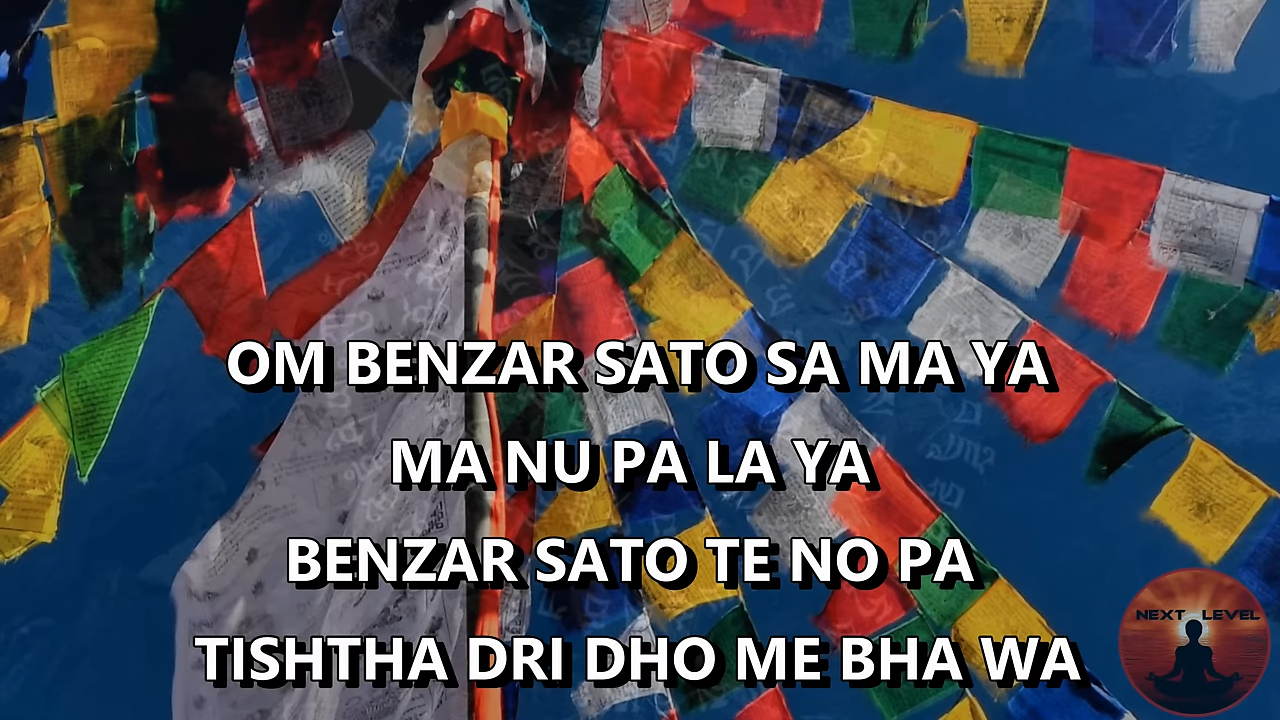 OM BENZAR SATO SA MA YA
MA NU PA LA YA
BENZAR SATO TE NO PA
TISHTHA DRI DHO ME BHA WA
NEXT LEVEL